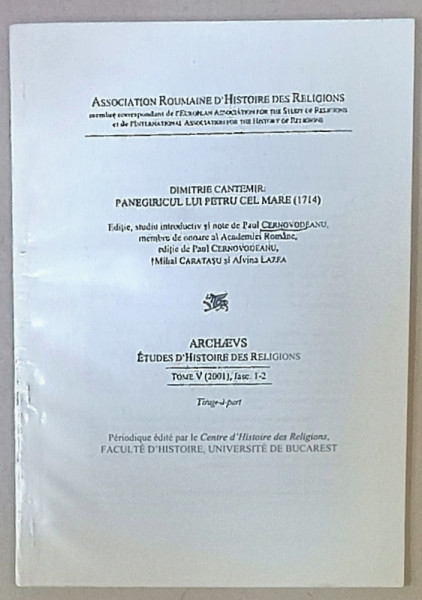 ASSOCIATION ROUMAINE D'HISTOIRE DES RELIGIONS
membre correspondant de l'EUROPEAN ASSOCIATION FOR THE STUDY OF RELIGIONS
et de l'INTERNATIONAL ASSOCIATION FOR THE HISTORY OF RELIGIONS
DIMITRIE CANTEMIR:
PANEGIRICUL LUI PETRU CEL MARE (1714)
Ediție, studiu introductiv și note de Paul CERNOVODEANU,
membru de onoare al Academiei Române,
ediție de Paul CERNOVODEANU,
†Mihai CARATAȘU și Alvina LAZEA
ARCHÆVS
ÉTUDES D'HISTOIRE DES RELIGIONS
TOME V (2001), fasc. 1-2
Tirage-à-part
Périodique édité par le Centre d'Histoire des Religions,
FACULTÉ D'HISTOIRE, UNIVERSITÉ DE BUCAREST